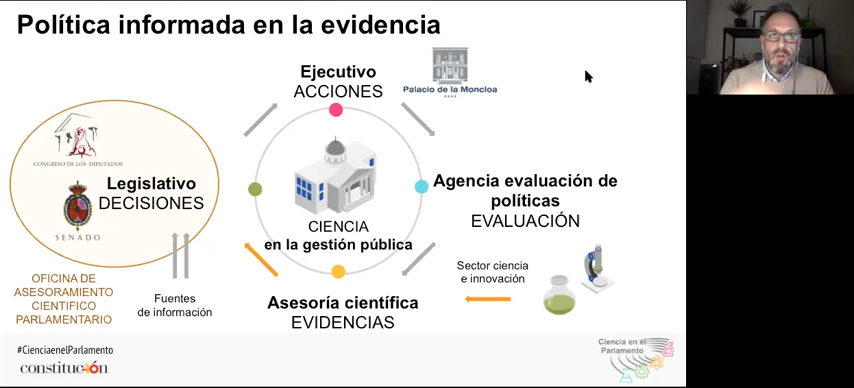 Política informada en la evidencia
Ejecutivo
ACCIONES
Palacio de la Moncloa
CONGRESO DE LOS DIPUTADOS
Legislativo
DECISIONES
SENADO
Agencia evaluación de
políticas
EVALUACIÓN
CIENCIA
en la gestión pública
OFICINA DE
ASESORAMIENTO
CIENTIFICO
PARLAMENTARIO
Fuentes
de información
Asesoría científica
EVIDENCIAS
Sector ciencia
e innovación
#CienciaenelParlamento
constitución
Ciencia en el
Parlamento